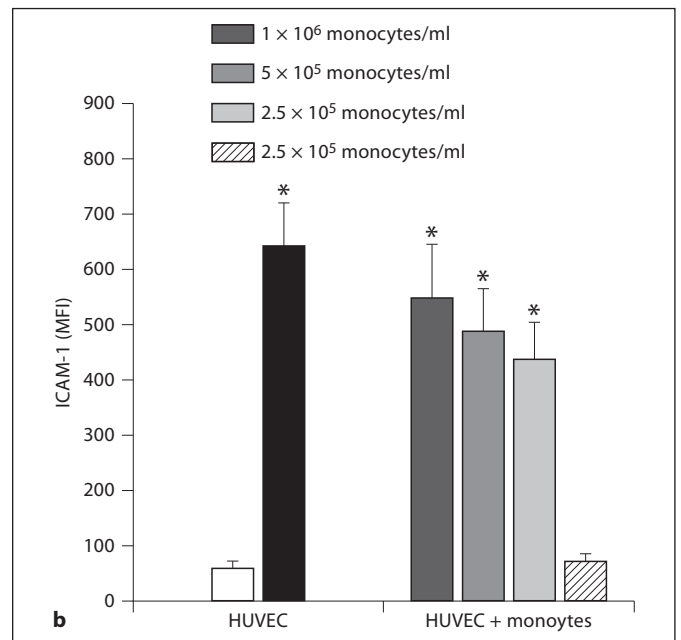 1 × 10⁶ monocytes/ml
5 × 10⁵ monocytes/ml
2.5 × 10⁵ monocytes/ml
2.5 × 10⁵ monocytes/ml
900
800
700
600
500
400
300
200
100
0
ICAM-1 (MFI)
*
*
*
*
HUVEC
HUVEC + monoytes
b